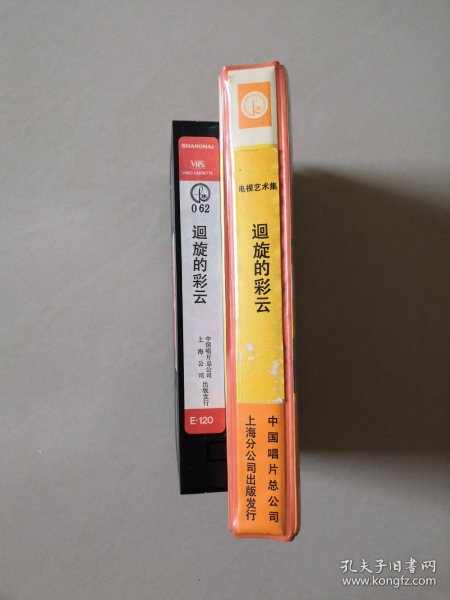 SHANGHAI
VHS
VIDEO CASSETTE
062
迴旋的彩云
中国唱片总公司
上海公司
出版发行
E-120
电视艺术集
迴旋的彩云
中国唱片总公司
上海分公司出版发行
孔夫子旧书网
www.kongfz.com